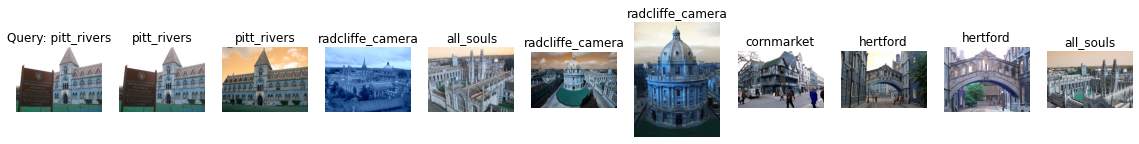 Query: pitt_rivers
pitt_rivers
pitt_rivers
radcliffe_camera
all_souls
radcliffe_camera
radcliffe_camera
cornmarket
hertford
hertford
all_souls